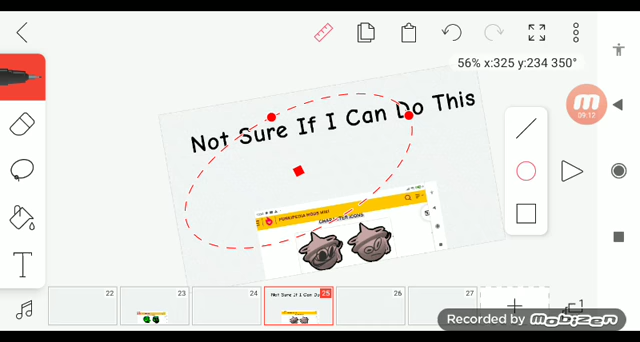 56% x:325 y:234 350°
Not Sure If I Can Do This
09:12
CHARACTER ICONS
T
22
23
24
25
26
27
Not Sure If I Can Do
+
1
Recorded by mobizen